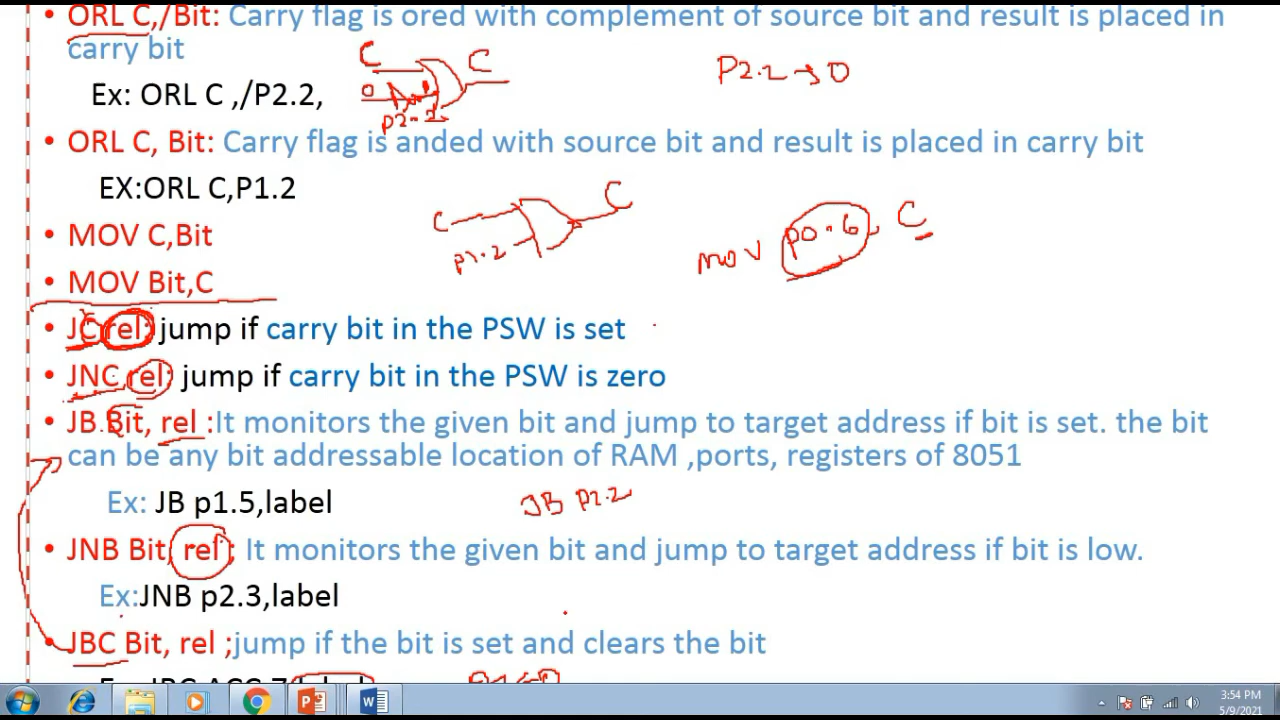 • ORL C,/Bit: Carry flag is ored with complement of source bit and result is placed in
carry bit
C C
P2.2 → 0
Ex: ORL C ,/P2.2,
0
P2.2
• ORL C, Bit: Carry flag is anded with source bit and result is placed in carry bit
EX:ORL C,P1.2
C C
P1.2
MOV P0.6, C
• MOV C,Bit
• MOV Bit,C
• JC rel: jump if carry bit in the PSW is set
• JNC rel: jump if carry bit in the PSW is zero
• JB Bit, rel :It monitors the given bit and jump to target address if bit is set. the bit
can be any bit addressable location of RAM ,ports, registers of 8051
Ex: JB p1.5,label
JB P2.2
• JNB Bit, rel; It monitors the given bit and jump to target address if bit is low.
Ex:JNB p2.3,label
• JBC Bit, rel ;jump if the bit is set and clears the bit
3:54 PM
5/9/2021